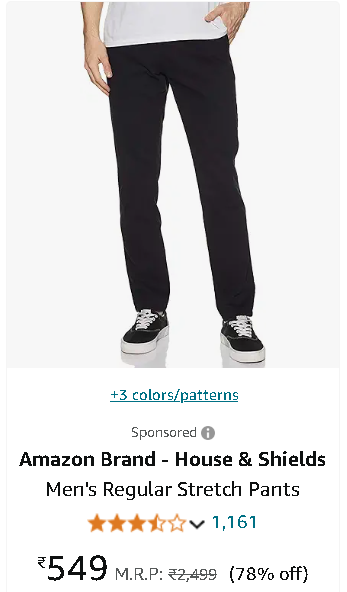 +3 colors/patterns
Sponsored
Amazon Brand - House & Shields
Men's Regular Stretch Pants
1,161
₹549 M.R.P: ₹2,499 (78% off)